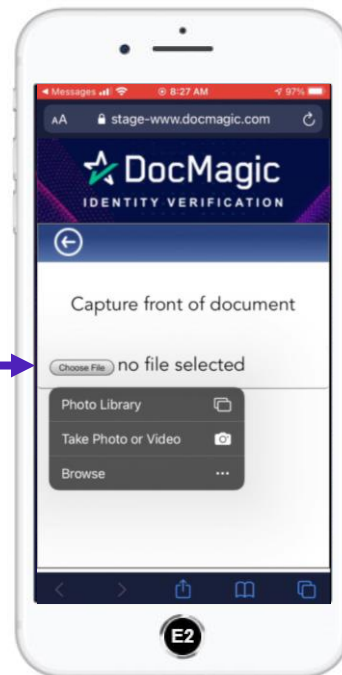 Messages 8:27 AM 97%
AA stage-www.docmagic.com
DocMagic
IDENTITY VERIFICATION
Capture front of document
Choose File no file selected
Photo Library
Take Photo or Video
Browse ...
E2